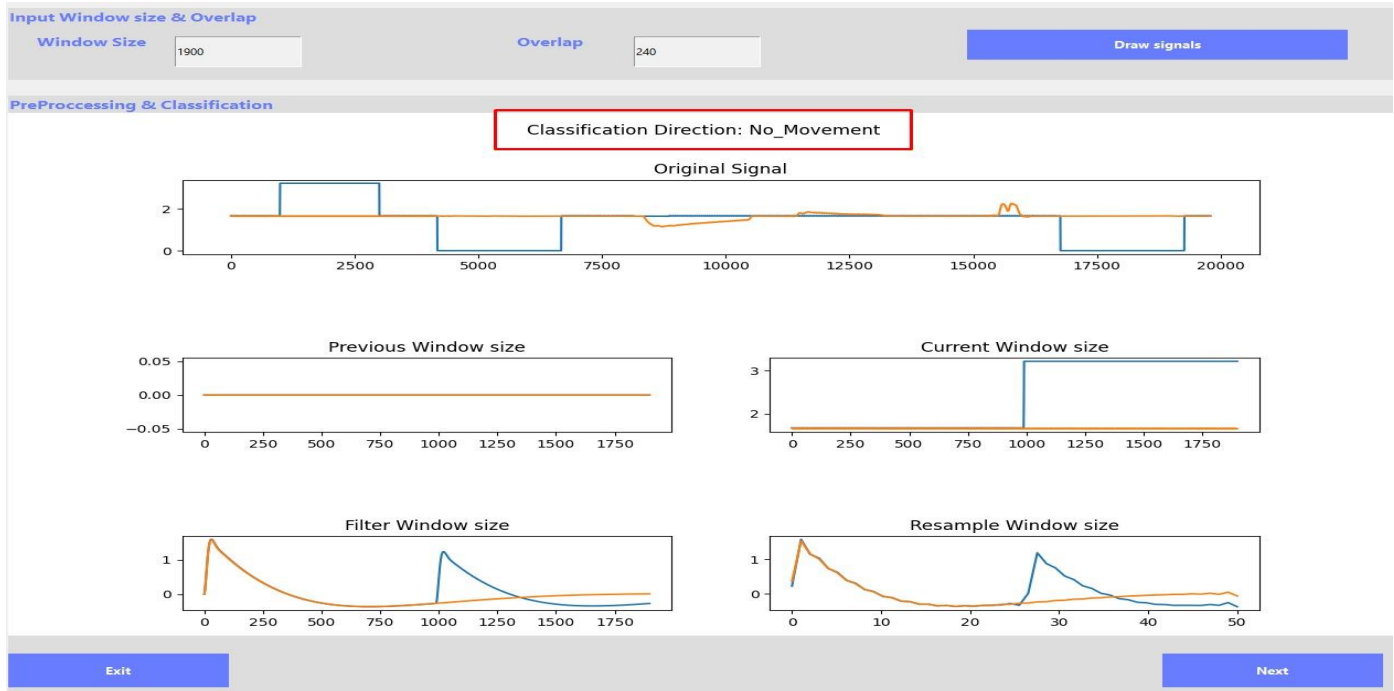 Input Window size & Overlap
Window Size 1900 Overlap 240 Draw signals
PreProccessing & Classification
Classification Direction: No_Movement
Original Signal
2
0
0 2500 5000 7500 10000 12500 15000 17500 20000
Previous Window size
0.05
0.00
−0.05
0 250 500 750 1000 1250 1500 1750
Current Window size
3
2
0 250 500 750 1000 1250 1500 1750
Filter Window size
1
0
0 250 500 750 1000 1250 1500 1750
Resample Window size
1
0
0 10 20 30 40 50
Exit Next